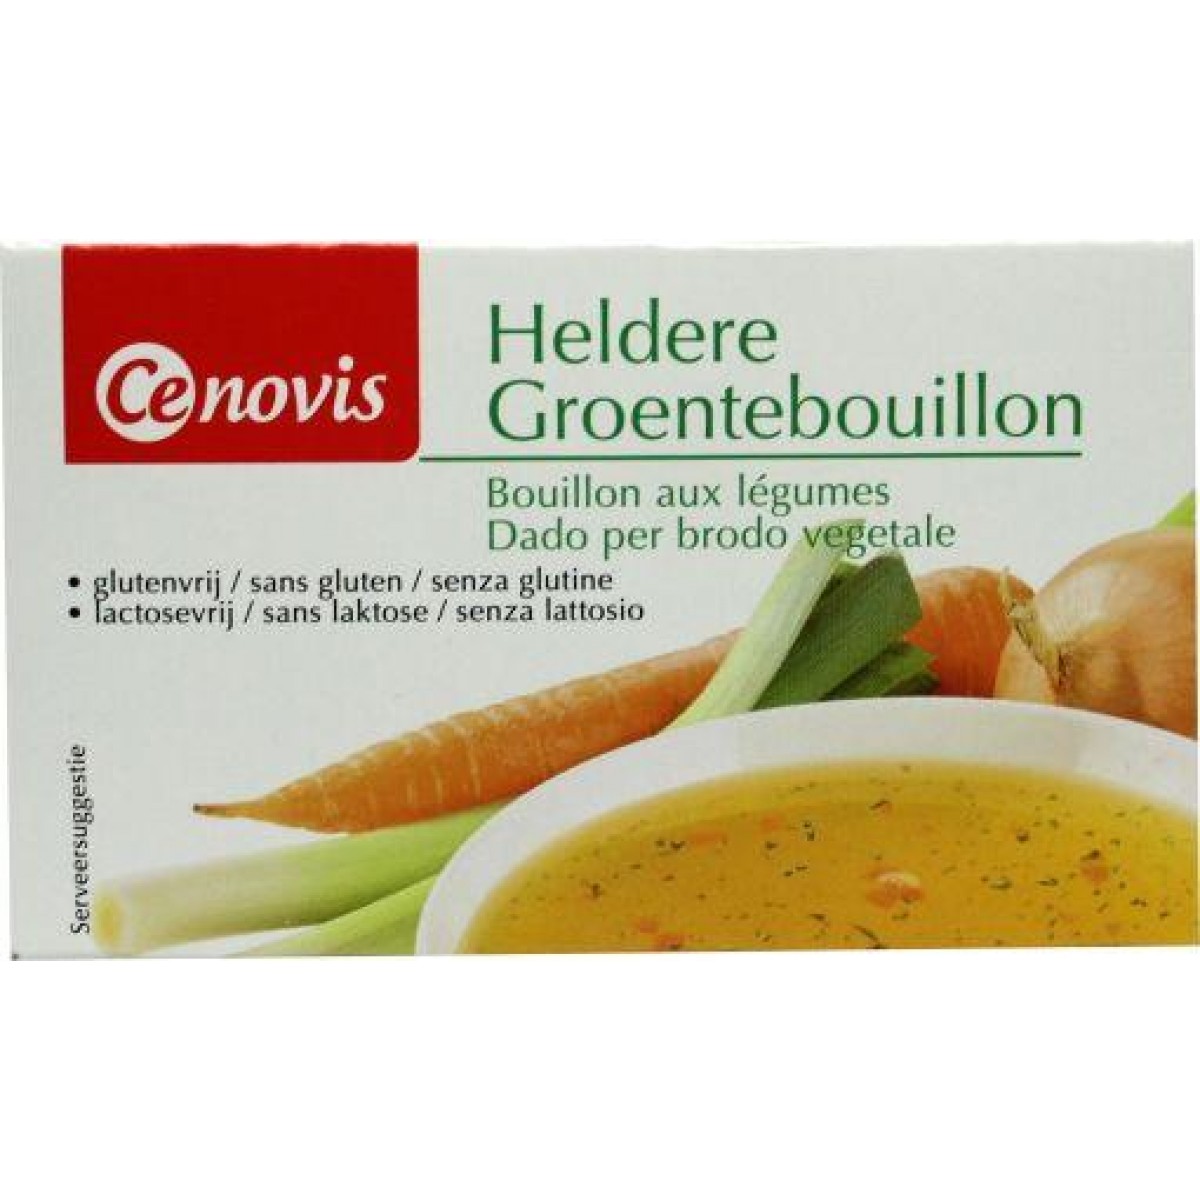 Cenovis
Heldere
Groentebouillon
Bouillon aux légumes
Dado per brodo vegetale
• glutenvrij / sans gluten / senza glutine
• lactosevrij / sans laktose / senza lattosio
Serveersuggestie